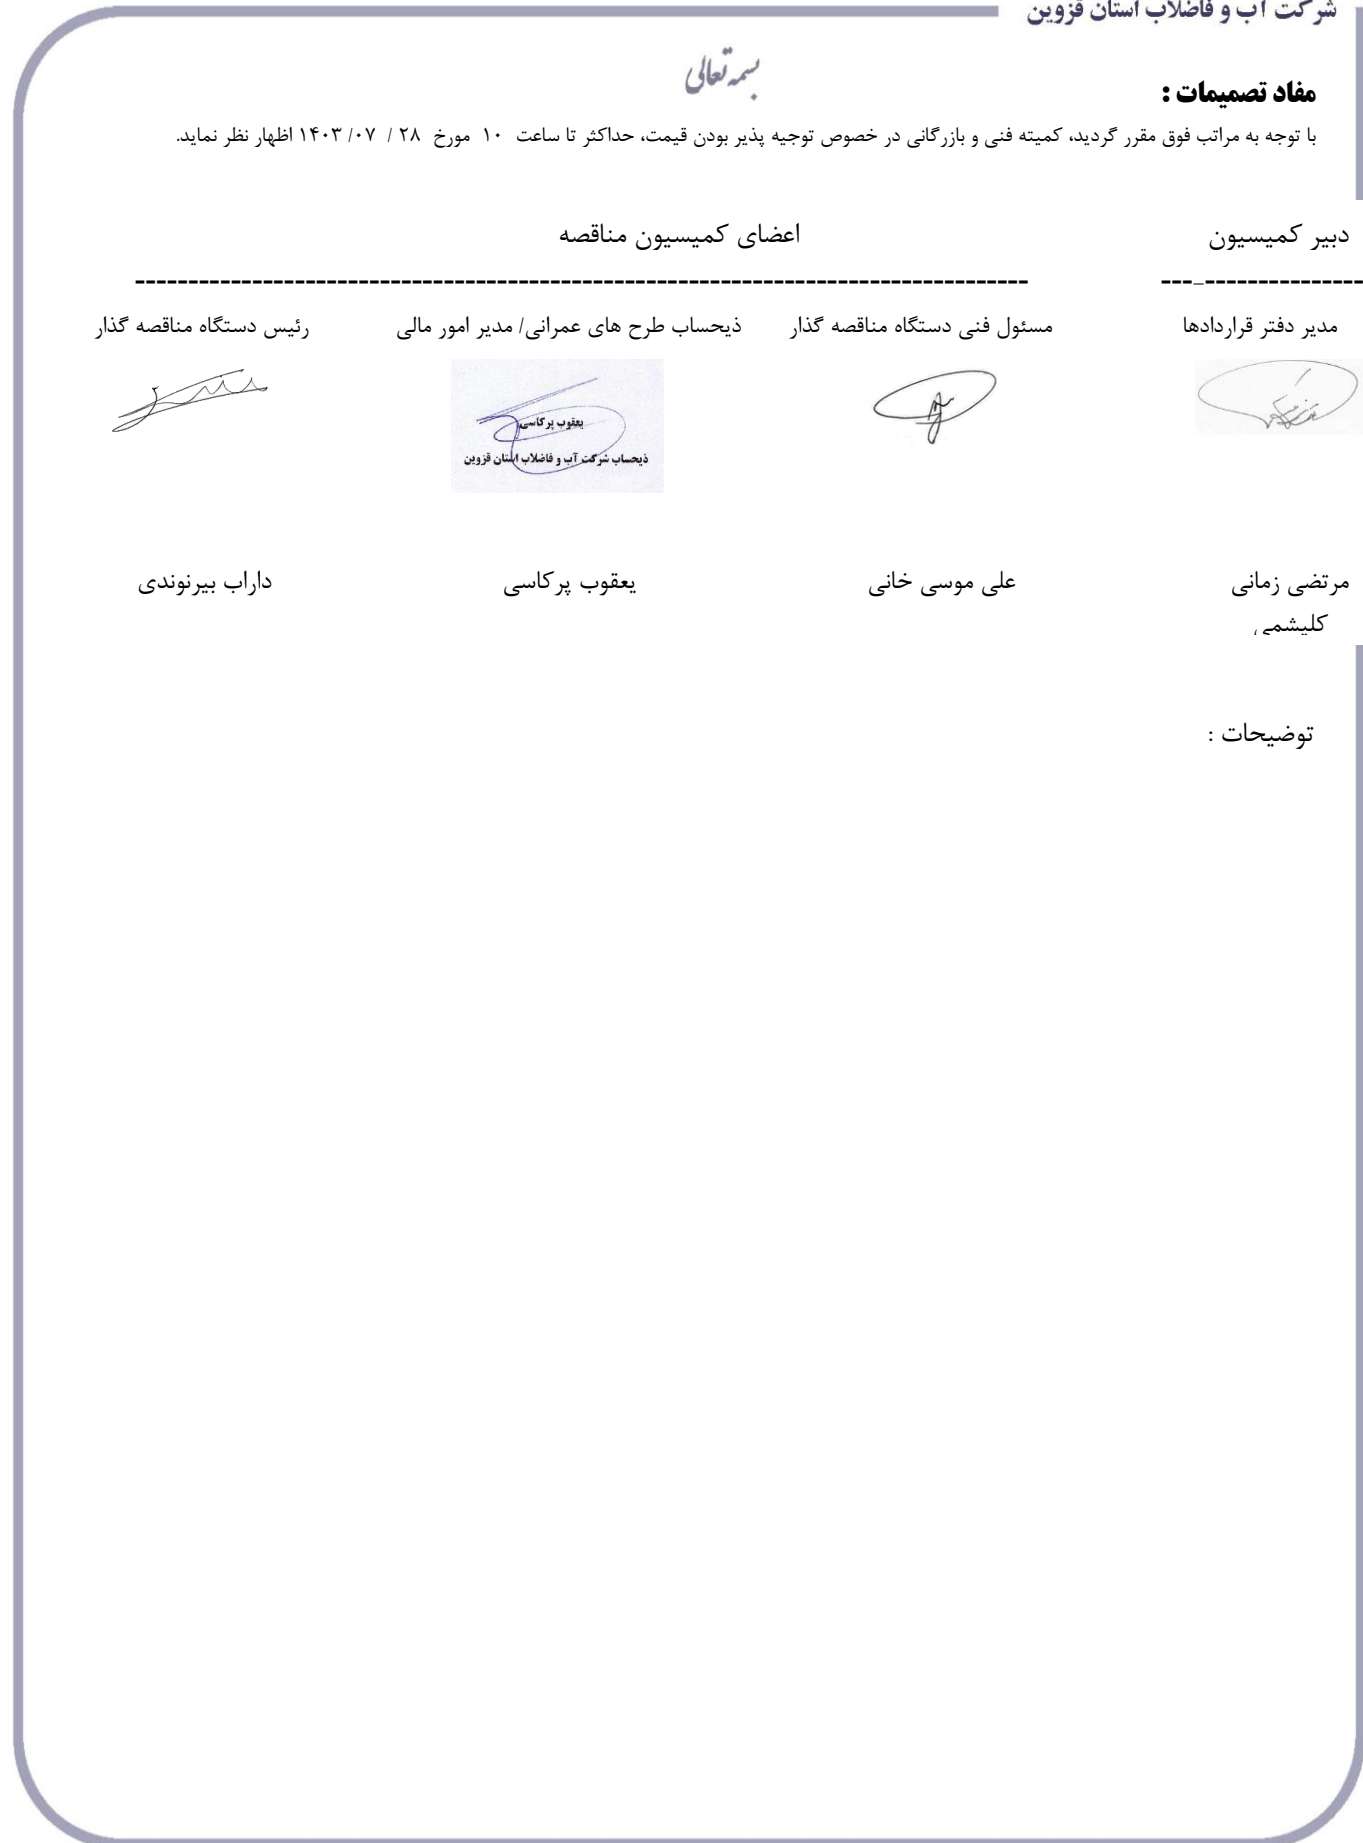 شرکت آب و فاضلاب استان قزوین
بسمه تعالی
مفاد تصمیمات :
با توجه به مراتب فوق مقرر گردید، کمیته فنی و بازرگانی در خصوص توجیه پذیر بودن قیمت، حداکثر تا ساعت ۱۰ مورخ ۲۸ / ۰۷/ ۱۴۰۳ اظهار نظر نماید.
دبیر کمیسیون اعضای کمیسیون مناقصه
مدیر دفتر قراردادها مسئول فنی دستگاه مناقصه گذار ذیحساب طرح های عمرانی/ مدیر امور مالی رئیس دستگاه مناقصه گذار
یعقوب پرکاسی
ذیحساب شرکت آب و فاضلاب استان قزوین
مرتضی زمانی علی موسی خانی یعقوب پرکاسی داراب بیرنوندی
کلیشمی
توضیحات :